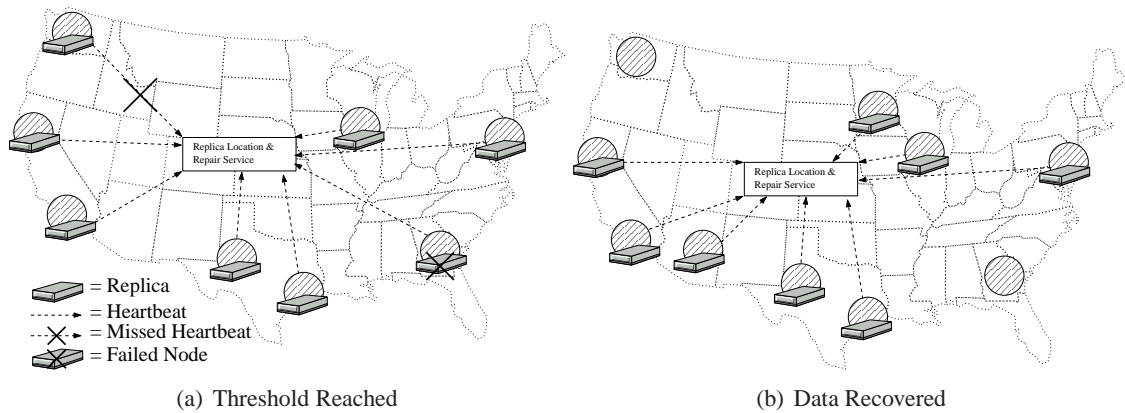 Replica Location &
Repair Service
= Replica
= Heartbeat
= Missed Heartbeat
= Failed Node
(a) Threshold Reached
Replica Location &
Repair Service
(b) Data Recovered